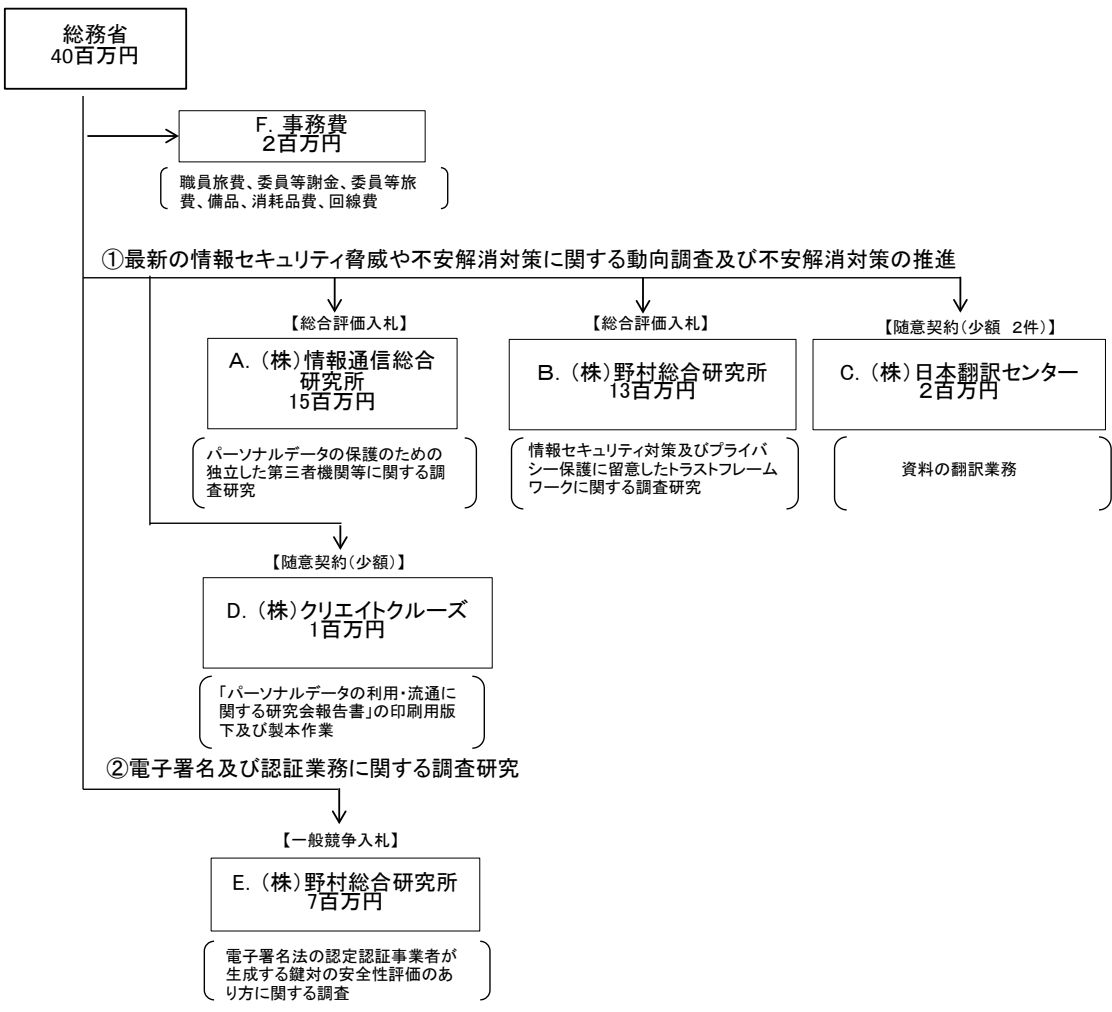 総務省
40百万円
F. 事務費
2百万円
職員旅費、委員等謝金、委員等旅
費、備品、消耗品費、回線費
①最新の情報セキュリティ脅威や不安解消対策に関する動向調査及び不安解消対策の推進
【総合評価入札】
A. (株)情報通信総合
研究所
15百万円
パーソナルデータの保護のための
独立した第三者機関等に関する調
査研究
【総合評価入札】
B. (株)野村総合研究所
13百万円
情報セキュリティ対策及びプライバ
シー保護に留意したトラストフレーム
ワークに関する調査研究
【随意契約(少額 2件)】
C. (株)日本翻訳センター
2百万円
資料の翻訳業務
【随意契約(少額)】
D. (株)クリエイトクルーズ
1百万円
「パーソナルデータの利用・流通に
関する研究会報告書」の印刷用版
下及び製本作業
②電子署名及び認証業務に関する調査研究
【一般競争入札】
E. (株)野村総合研究所
7百万円
電子署名法の認定認証事業者が
生成する鍵対の安全性評価のあ
り方に関する調査